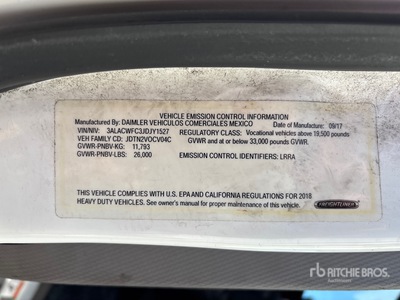 VEHICLE EMISSION CONTROL INFORMATION
Manufactured By: DAIMLER VEHICULOS COMERCIALES MEXICO Date of Manufacture: 09/17
VIN/NIV: 3ALACWFC3JDJY1527 REGULATORY CLASS: Vocational vehicles above 19,500 pounds
VEH FAMILY CD: JDTN2VOCV04C GVWR and at or below 33,000 pounds GVWR.
GVWR-PNBV-KG: 11,793
GVWR-PNBV-LBS: 26,000 EMISSION CONTROL IDENTIFIERS: LRRA
THIS VEHICLE COMPLIES WITH U.S. EPA AND CALIFORNIA REGULATIONS FOR 2018
HEAVY DUTY VEHICLES. See owner's manual for proper maintenance of this vehicle.
FREIGHTLINER
rb RITCHIE BROS.
Auctioneers